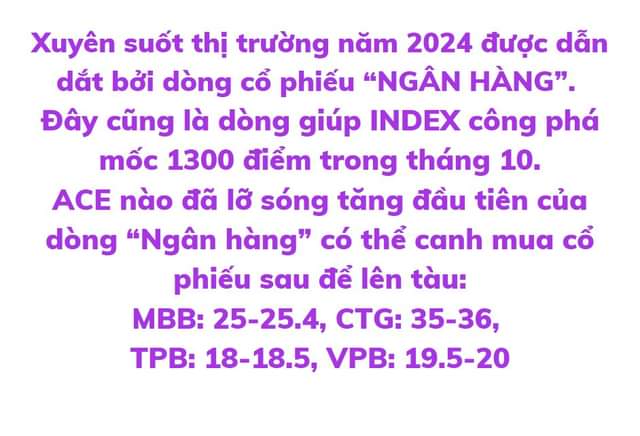 Xuyên suốt thị trường năm 2024 được dẫn
dắt bởi dòng cổ phiếu “NGÂN HÀNG”.
Đây cũng là dòng giúp INDEX công phá
mốc 1300 điểm trong tháng 10.
ACE nào đã lỡ sóng tăng đầu tiên của
dòng “Ngân hàng” có thể canh mua cổ
phiếu sau để lên tàu:
MBB: 25-25.4, CTG: 35-36,
TPB: 18-18.5, VPB: 19.5-20